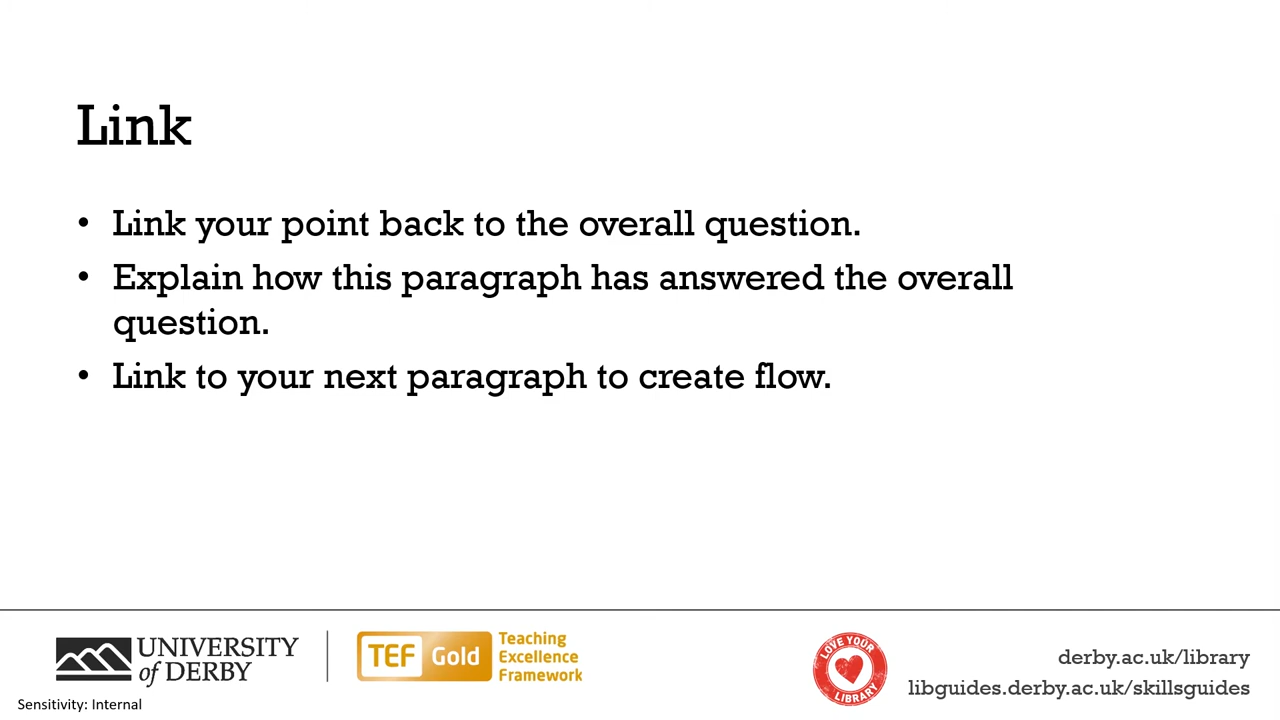 Link
• Link your point back to the overall question.
• Explain how this paragraph has answered the overall
question.
• Link to your next paragraph to create flow.
UNIVERSITY
of DERBY
TEF Gold
Teaching
Excellence
Framework
LOVE YOUR
LIBRARY
derby.ac.uk/library
libguides.derby.ac.uk/skillsguides
Sensitivity: Internal